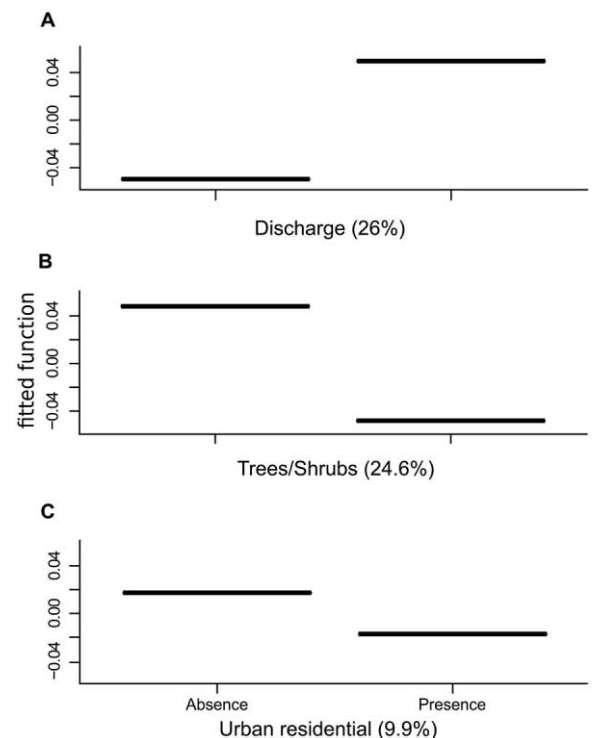 A
0.04
0.00
−0.04
Discharge (26%)
B
fitted function
0.04
0.00
−0.04
Trees/Shrubs (24.6%)
C
0.04
0.00
−0.04
Absence Presence
Urban residential (9.9%)